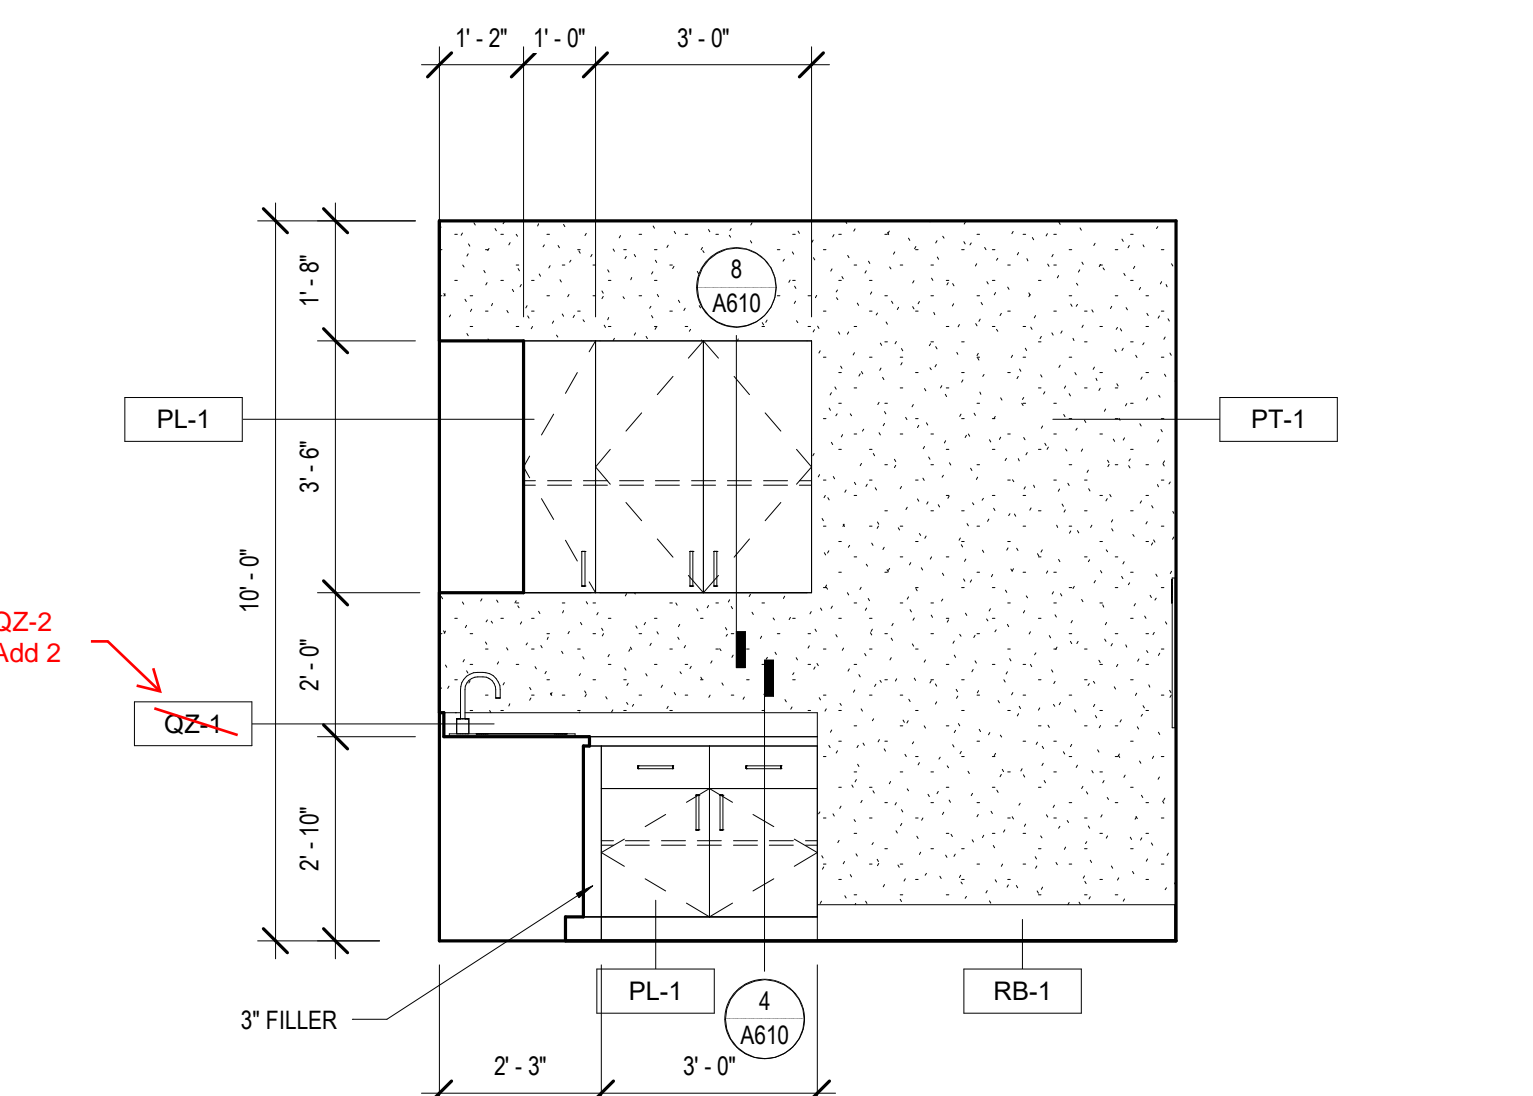 1' - 2" 1' - 0" 3' - 0"
1' - 8"
8
A610
PL-1
PT-1
3' - 6"
10' - 0"
QZ-2
Add 2
2' - 0"
QZ-1
2' - 10"
PL-1
RB-1
4
A610
3" FILLER
2' - 3" 3' - 0"